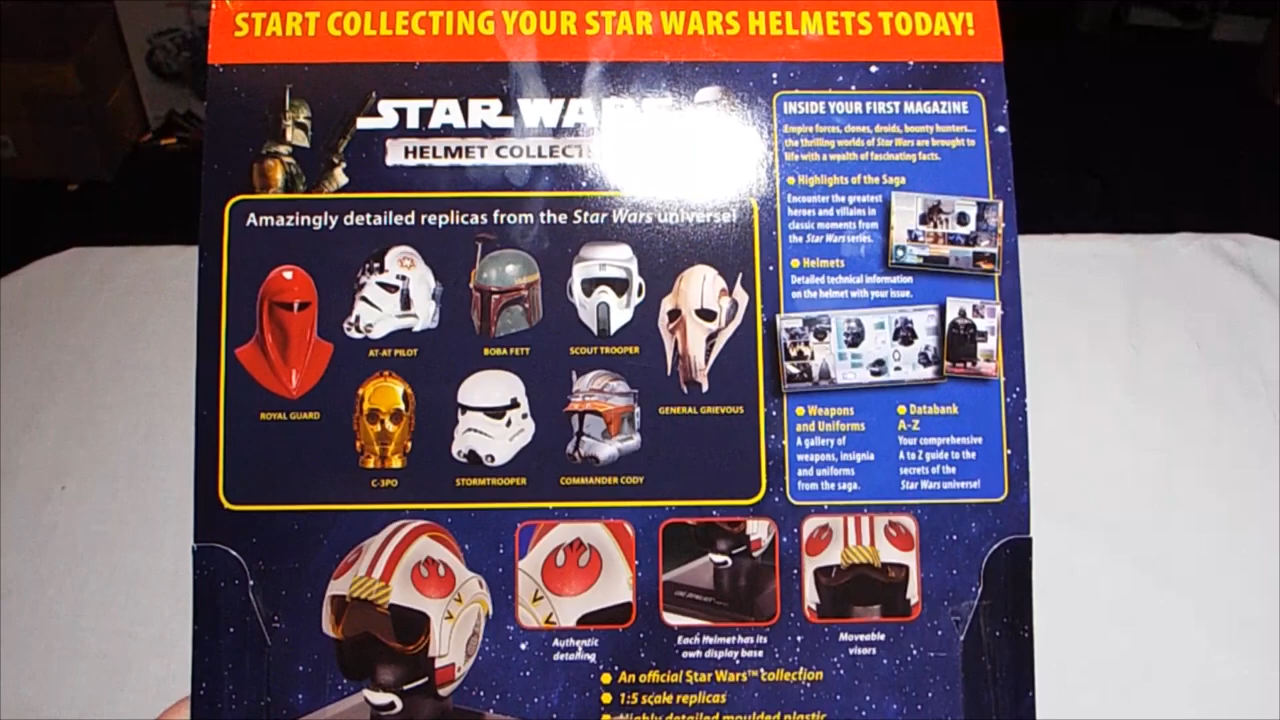 START COLLECTING YOUR STAR WARS HELMETS TODAY!
STAR WARS
HELMET COLLECT
Amazingly detailed replicas from the Star Wars universe!
ROYAL GUARD
AT-AT PILOT
BOBA FETT
SCOUT TROOPER
GENERAL GRIEVOUS
C-3PO
STORMTROOPER
COMMANDER CODY
INSIDE YOUR FIRST MAGAZINE
Empire forces, clones, droids, bounty hunters...
the thrilling worlds of Star Wars are brought to
life with a wealth of fascinating facts.
Highlights of the Saga
Encounter the greatest
heroes and villains in
classic moments from
the Star Wars series.
Helmets
Detailed technical information
on the helmet with your issue.
Weapons
and Uniforms
A gallery of
weapons, insignia
and uniforms
from the saga.
Databank
A-Z
Your comprehensive
A to Z guide to the
secrets of the
Star Wars universe!
Authentic
detailing
Each Helmet has its
own display base
Moveable
visors
An official Star Wars™ collection
1:5 scale replicas
Highly detailed moulded plastic